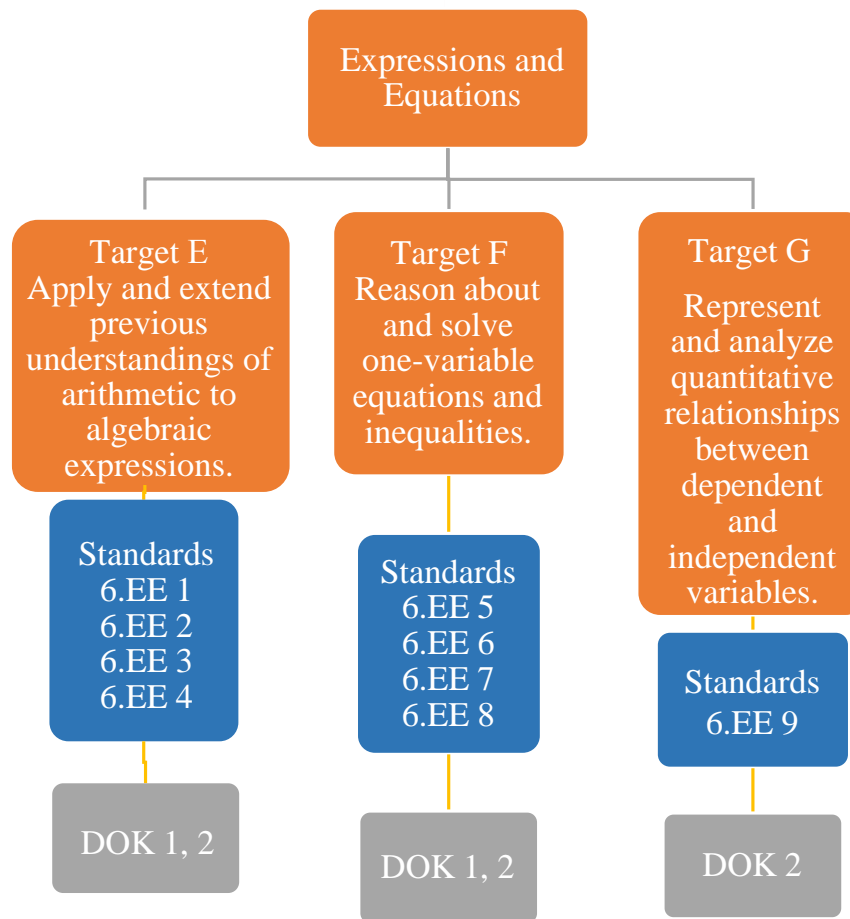 Expressions and
Equations
Target E
Apply and extend
previous
understandings of
arithmetic to
algebraic
expressions.
Standards
6.EE 1
6.EE 2
6.EE 3
6.EE 4
DOK 1, 2
Target F
Reason about
and solve
one-variable
equations and
inequalities.
Standards
6.EE 5
6.EE 6
6.EE 7
6.EE 8
DOK 1, 2
Target G
Represent
and analyze
quantitative
relationships
between
dependent
and
independent
variables.
Standards
6.EE 9
DOK 2